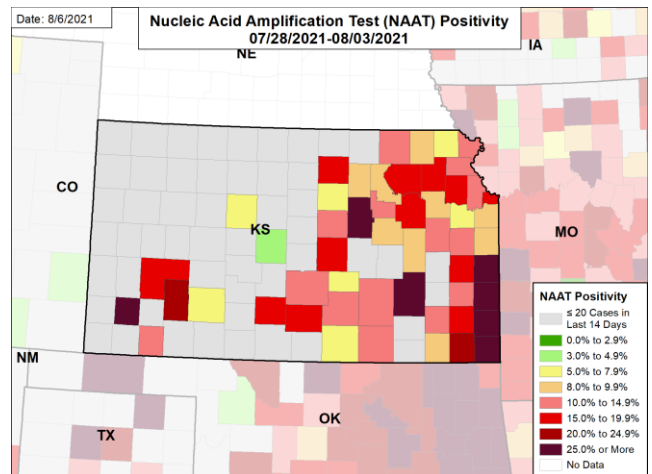 Date: 8/6/2021
Nucleic Acid Amplification Test (NAAT) Positivity
07/28/2021-08/03/2021
NE
IA
CO
KS
MO
NM
TX
OK
NAAT Positivity
≤ 20 Cases in
Last 14 Days
0.0% to 2.9%
3.0% to 4.9%
5.0% to 7.9%
8.0% to 9.9%
10.0% to 14.9%
15.0% to 19.9%
20.0% to 24.9%
25.0% or More
No Data